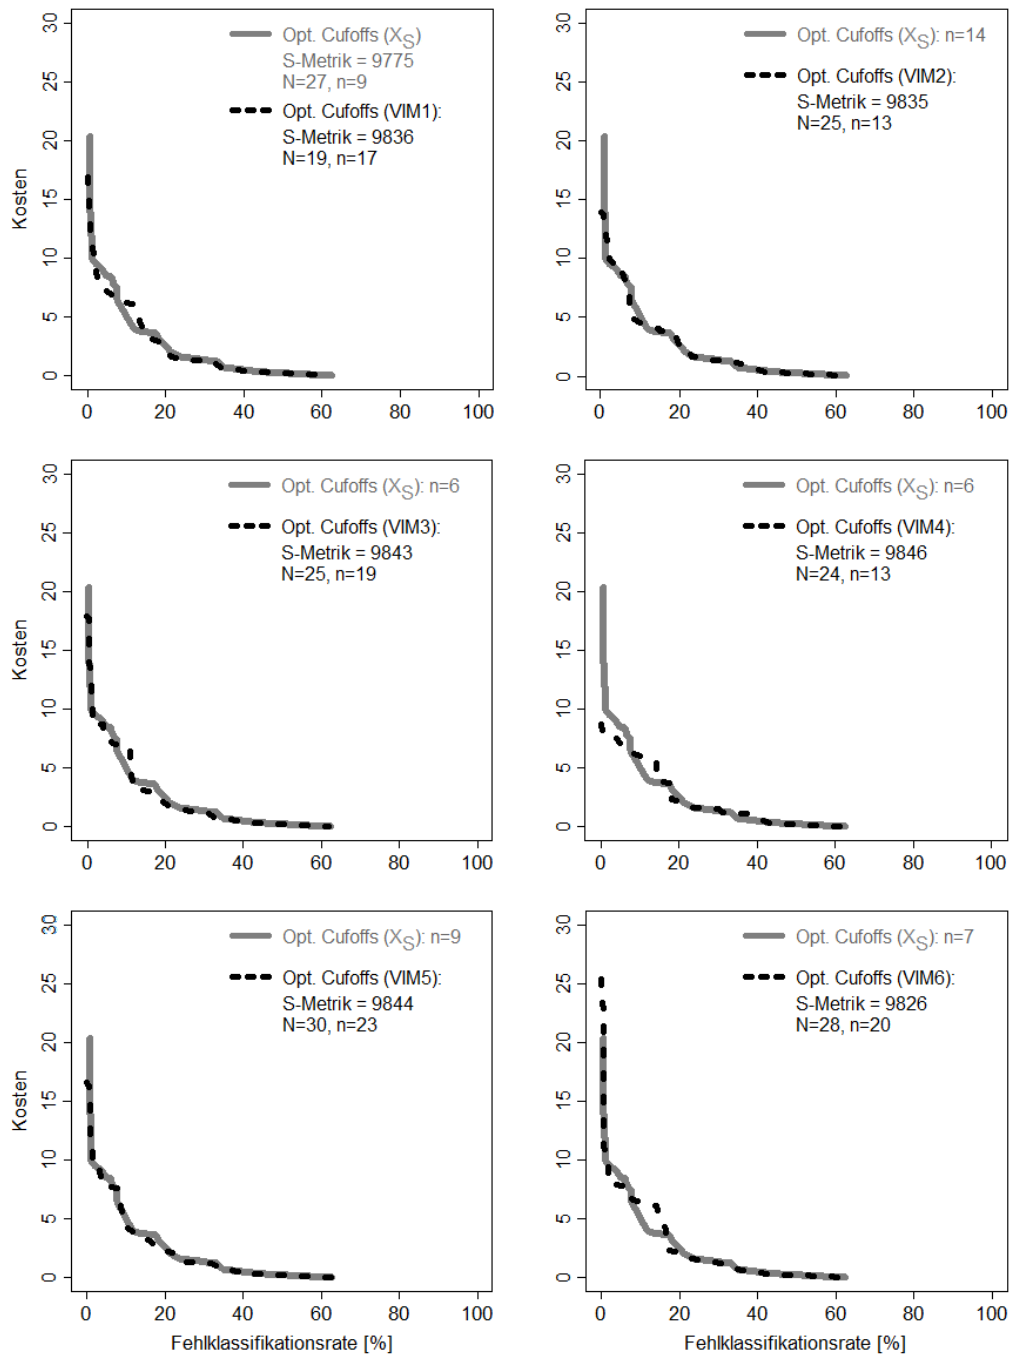 Opt. Cufoffs (XS)
S-Metrik = 9775
N=27, n=9
Opt. Cufoffs (VIM1):
S-Metrik = 9836
N=19, n=17
Kosten
0 5 10 15 20 25 30
0 20 40 60 80 100
Opt. Cufoffs (XS): n=14
Opt. Cufoffs (VIM2):
S-Metrik = 9835
N=25, n=13
0 5 10 15 20 25 30
0 20 40 60 80 100
Opt. Cufoffs (XS): n=6
Opt. Cufoffs (VIM3):
S-Metrik = 9843
N=25, n=19
Kosten
0 5 10 15 20 25 30
0 20 40 60 80 100
Opt. Cufoffs (XS): n=6
Opt. Cufoffs (VIM4):
S-Metrik = 9846
N=24, n=13
0 5 10 15 20 25 30
0 20 40 60 80 100
Opt. Cufoffs (XS): n=9
Opt. Cufoffs (VIM5):
S-Metrik = 9844
N=30, n=23
Kosten
0 5 10 15 20 25 30
0 20 40 60 80 100
Fehlklassifikationsrate [%]
Opt. Cufoffs (XS): n=7
Opt. Cufoffs (VIM6):
S-Metrik = 9826
N=28, n=20
0 5 10 15 20 25 30
0 20 40 60 80 100
Fehlklassifikationsrate [%]